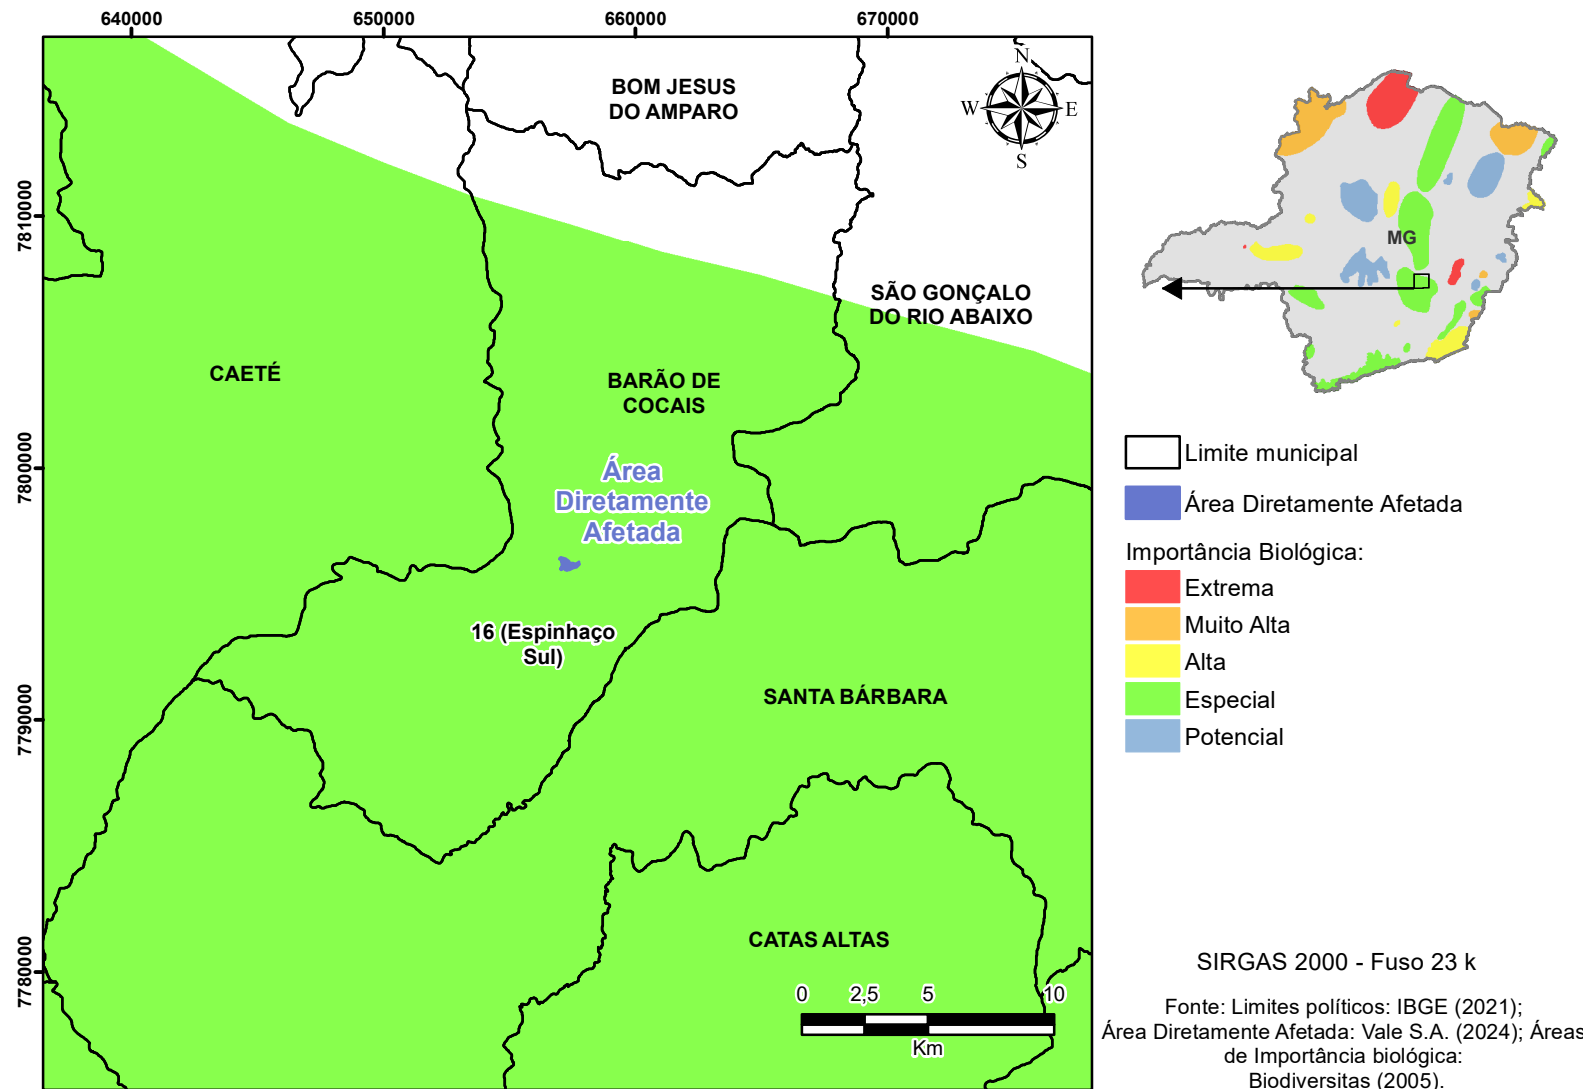 640000
650000
660000
670000
7810000
7800000
7790000
7780000
BOM JESUS
DO AMPARO
N
W
E
S
SÃO GONÇALO
DO RIO ABAIXO
CAETÉ
BARÃO DE
COCAIS
Área
Diretamente
Afetada
16 (Espinhaço
Sul)
SANTA BÁRBARA
CATAS ALTAS
0 2,5 5 10
Km
MG
Limite municipal
Área Diretamente Afetada
Importância Biológica:
Extrema
Muito Alta
Alta
Especial
Potencial
SIRGAS 2000 - Fuso 23 k
Fonte: Limites políticos: IBGE (2021);
Área Diretamente Afetada: Vale S.A. (2024); Áreas
de Importância biológica:
Biodiversitas (2005).